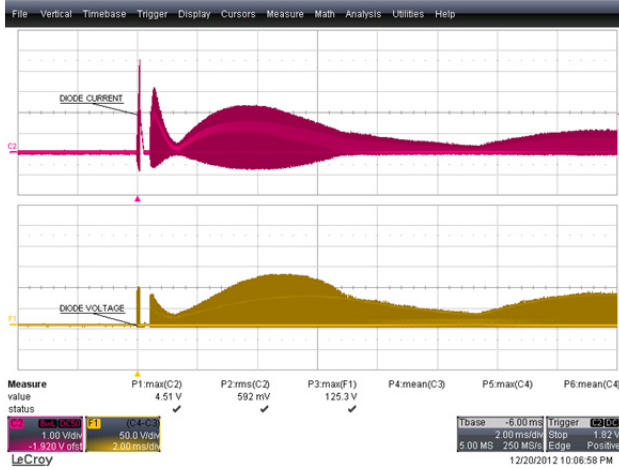 File Vertical Timebase Trigger Display Cursors Measure Math Analysis Utilities Help
DIODE CURRENT
C2
DIODE VOLTAGE
F1
Measure P1:max(C2) P2:rms(C2) P3:max(F1) P4:mean(C3) P5:max(C4) P6:mean(C4)
value 4.51 V 592 mV 125.3 V
status
C2 BwL DC50
1.00 V/div
-1.920 V ofst
F1 (C4-C3)
50.0 V/div
2.00 ms/div
Tbase -6.00 ms
2.00 ms/div
5.00 MS 250 MS/s
Trigger C2 DC
Stop 1.82 V
Edge Positive
LeCroy
12/20/2012 10:06:58 PM